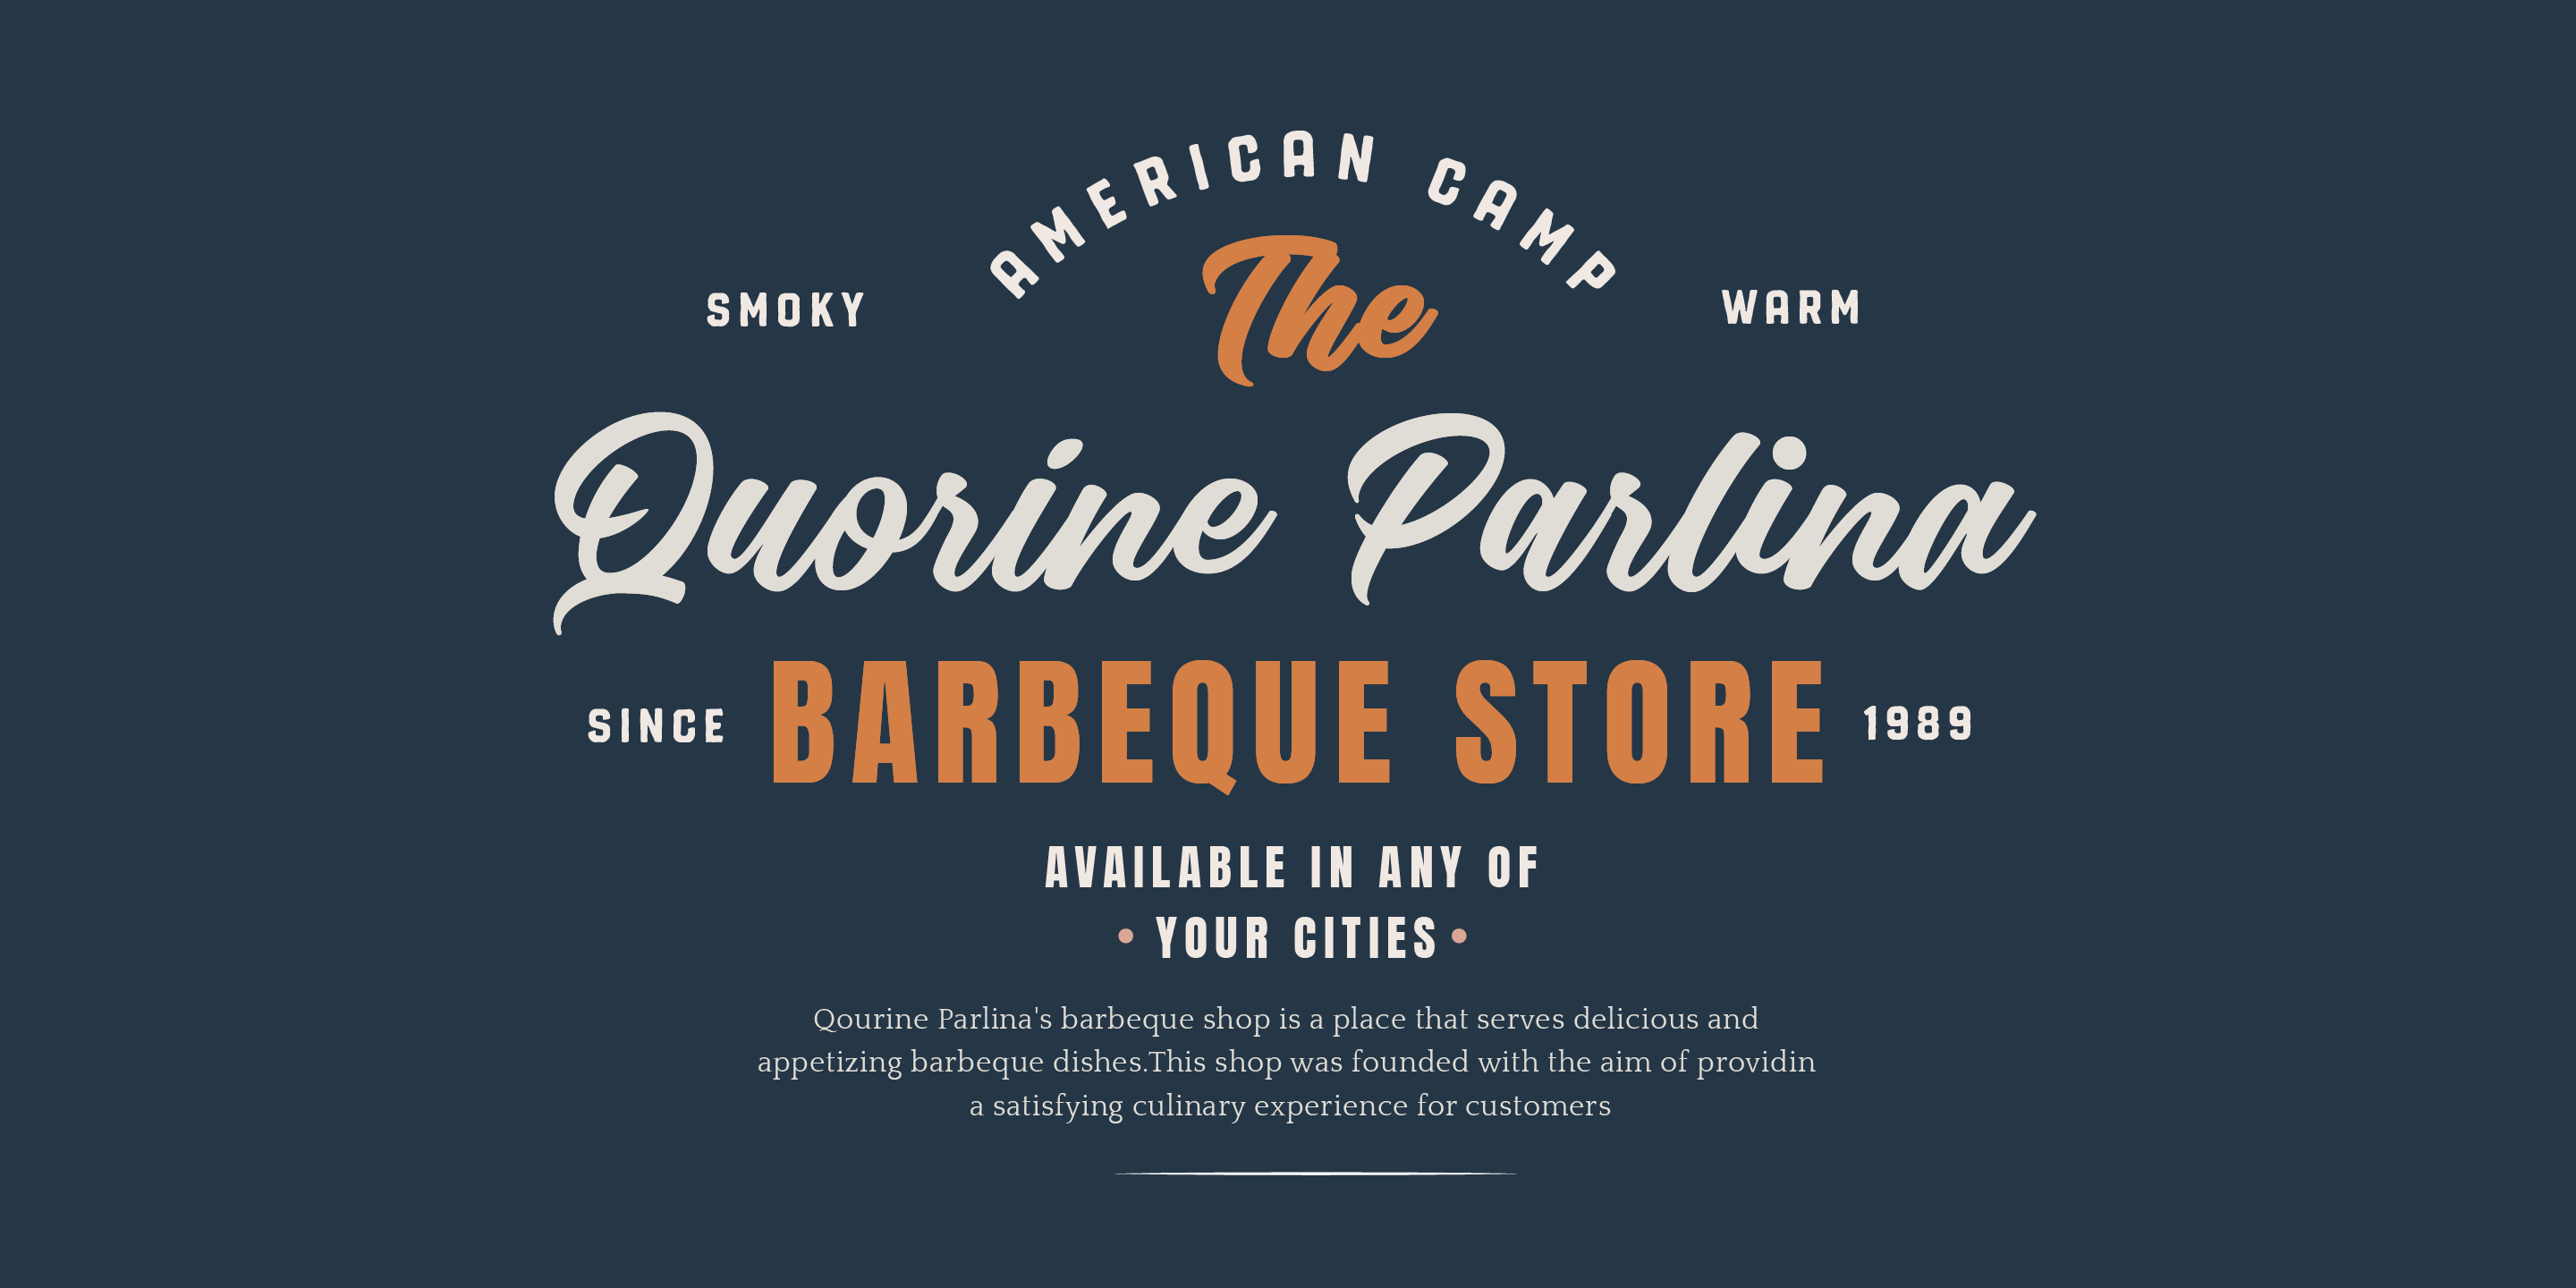 AMERICAN CAMP
SMOKY
The
WARM
Quorine Parlina
SINCE
BARBEQUE STORE
1989
AVAILABLE IN ANY OF
• YOUR CITIES •
Qourine Parlina's barbeque shop is a place that serves delicious and
appetizing barbeque dishes.This shop was founded with the aim of providin
a satisfying culinary experience for customers